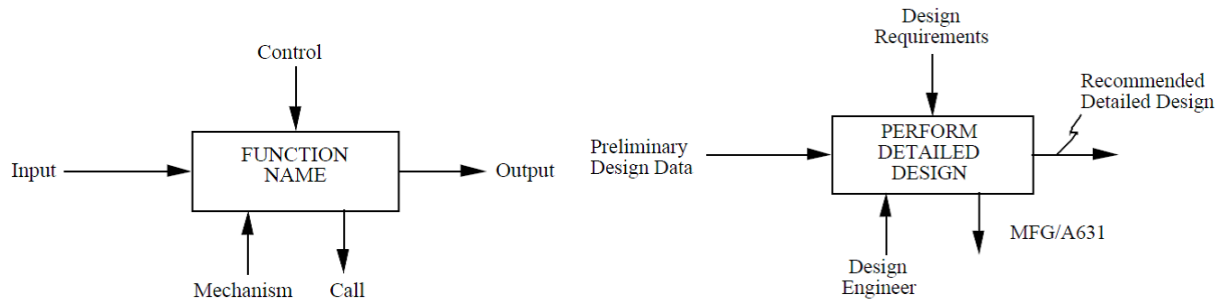 Control
Input
FUNCTION
NAME
Output
Mechanism
Call
Design
Requirements
Preliminary
Design Data
PERFORM
DETAILED
DESIGN
Recommended
Detailed Design
MFG/A631
Design
Engineer